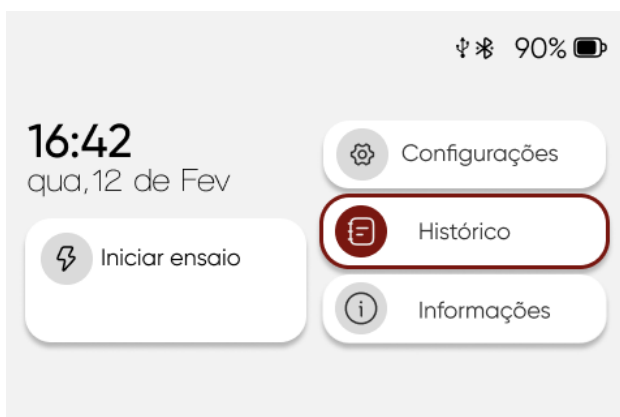 90%
16:42
qua,12 de Fev
Iniciar ensaio
Configurações
Histórico
Informações